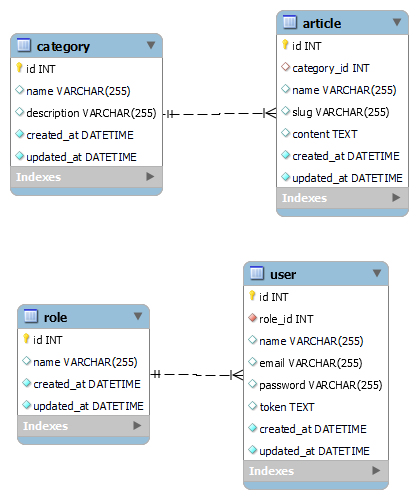 category
id INT
name VARCHAR(255)
description VARCHAR(255)
created_at DATETIME
updated_at DATETIME
Indexes
article
id INT
category_id INT
name VARCHAR(255)
slug VARCHAR(255)
content TEXT
created_at DATETIME
updated_at DATETIME
Indexes
role
id INT
name VARCHAR(255)
created_at DATETIME
updated_at DATETIME
Indexes
user
id INT
role_id INT
name VARCHAR(255)
email VARCHAR(255)
password VARCHAR(255)
token TEXT
created_at DATETIME
updated_at DATETIME
Indexes